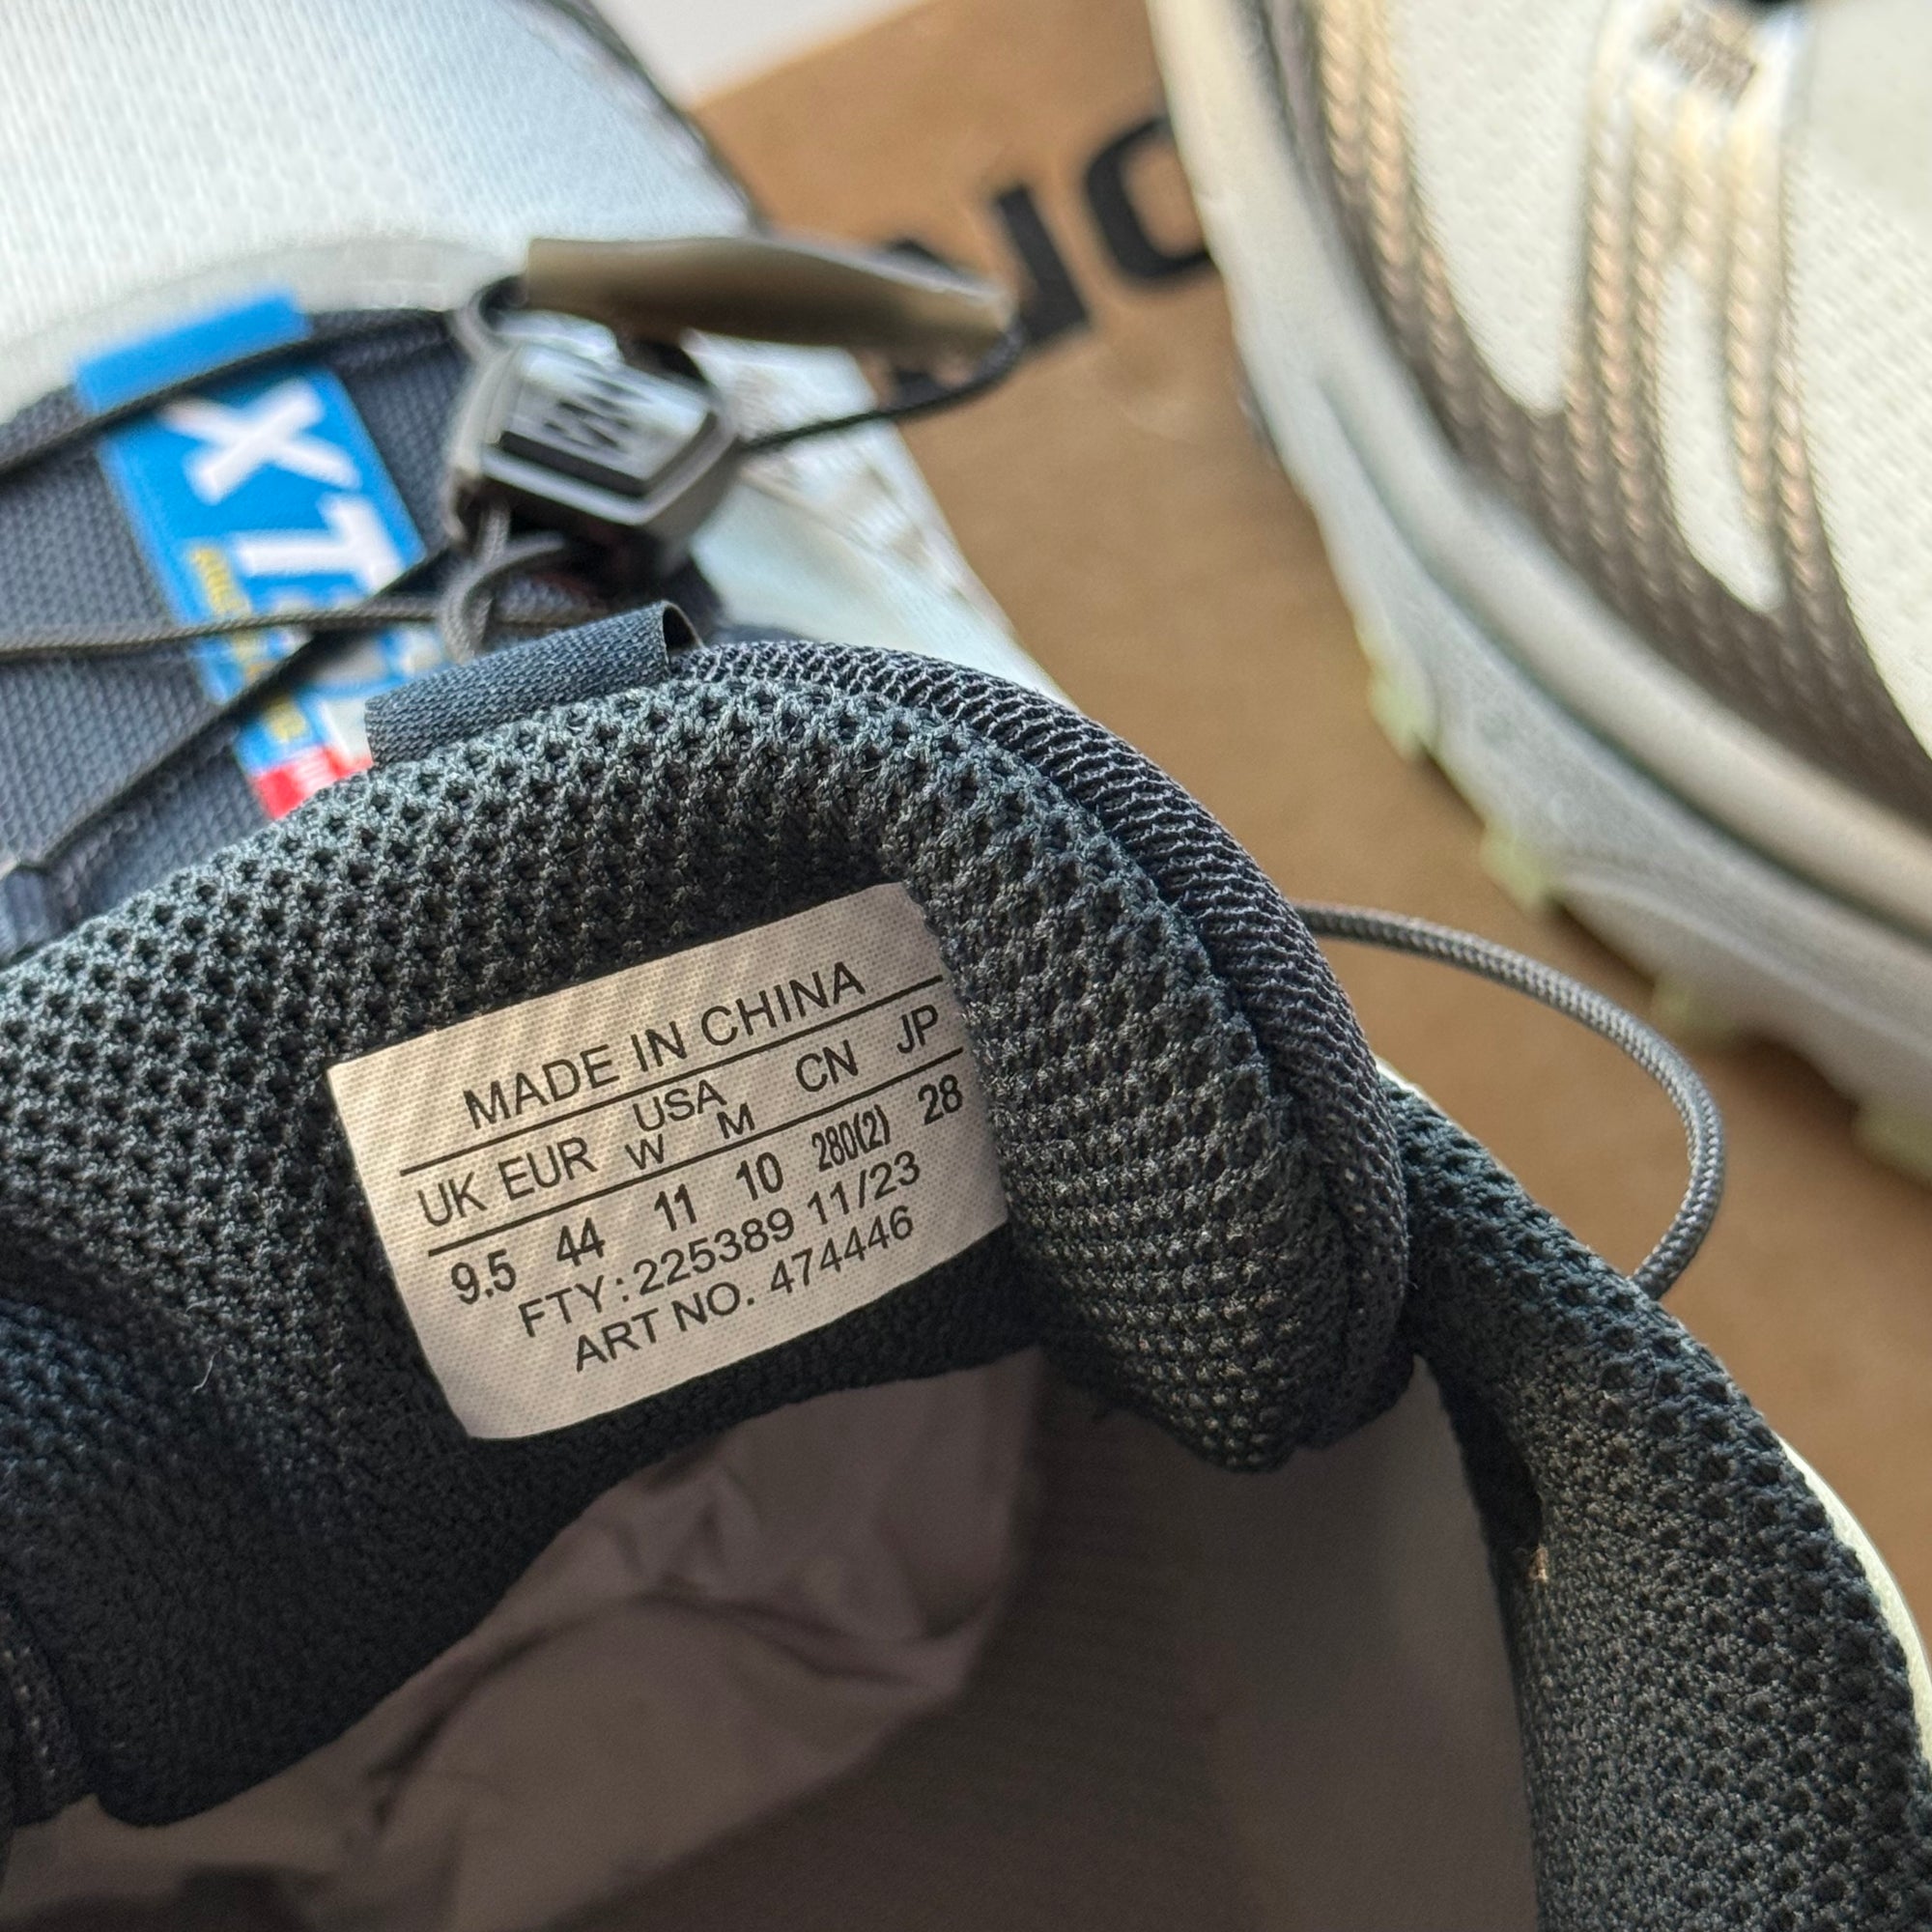 XT
MADE IN CHINA
UK EUR USA CN JP
W M
9.5 44 11 10 280(2) 28
FTY:225389 11/23
ART NO. 474446